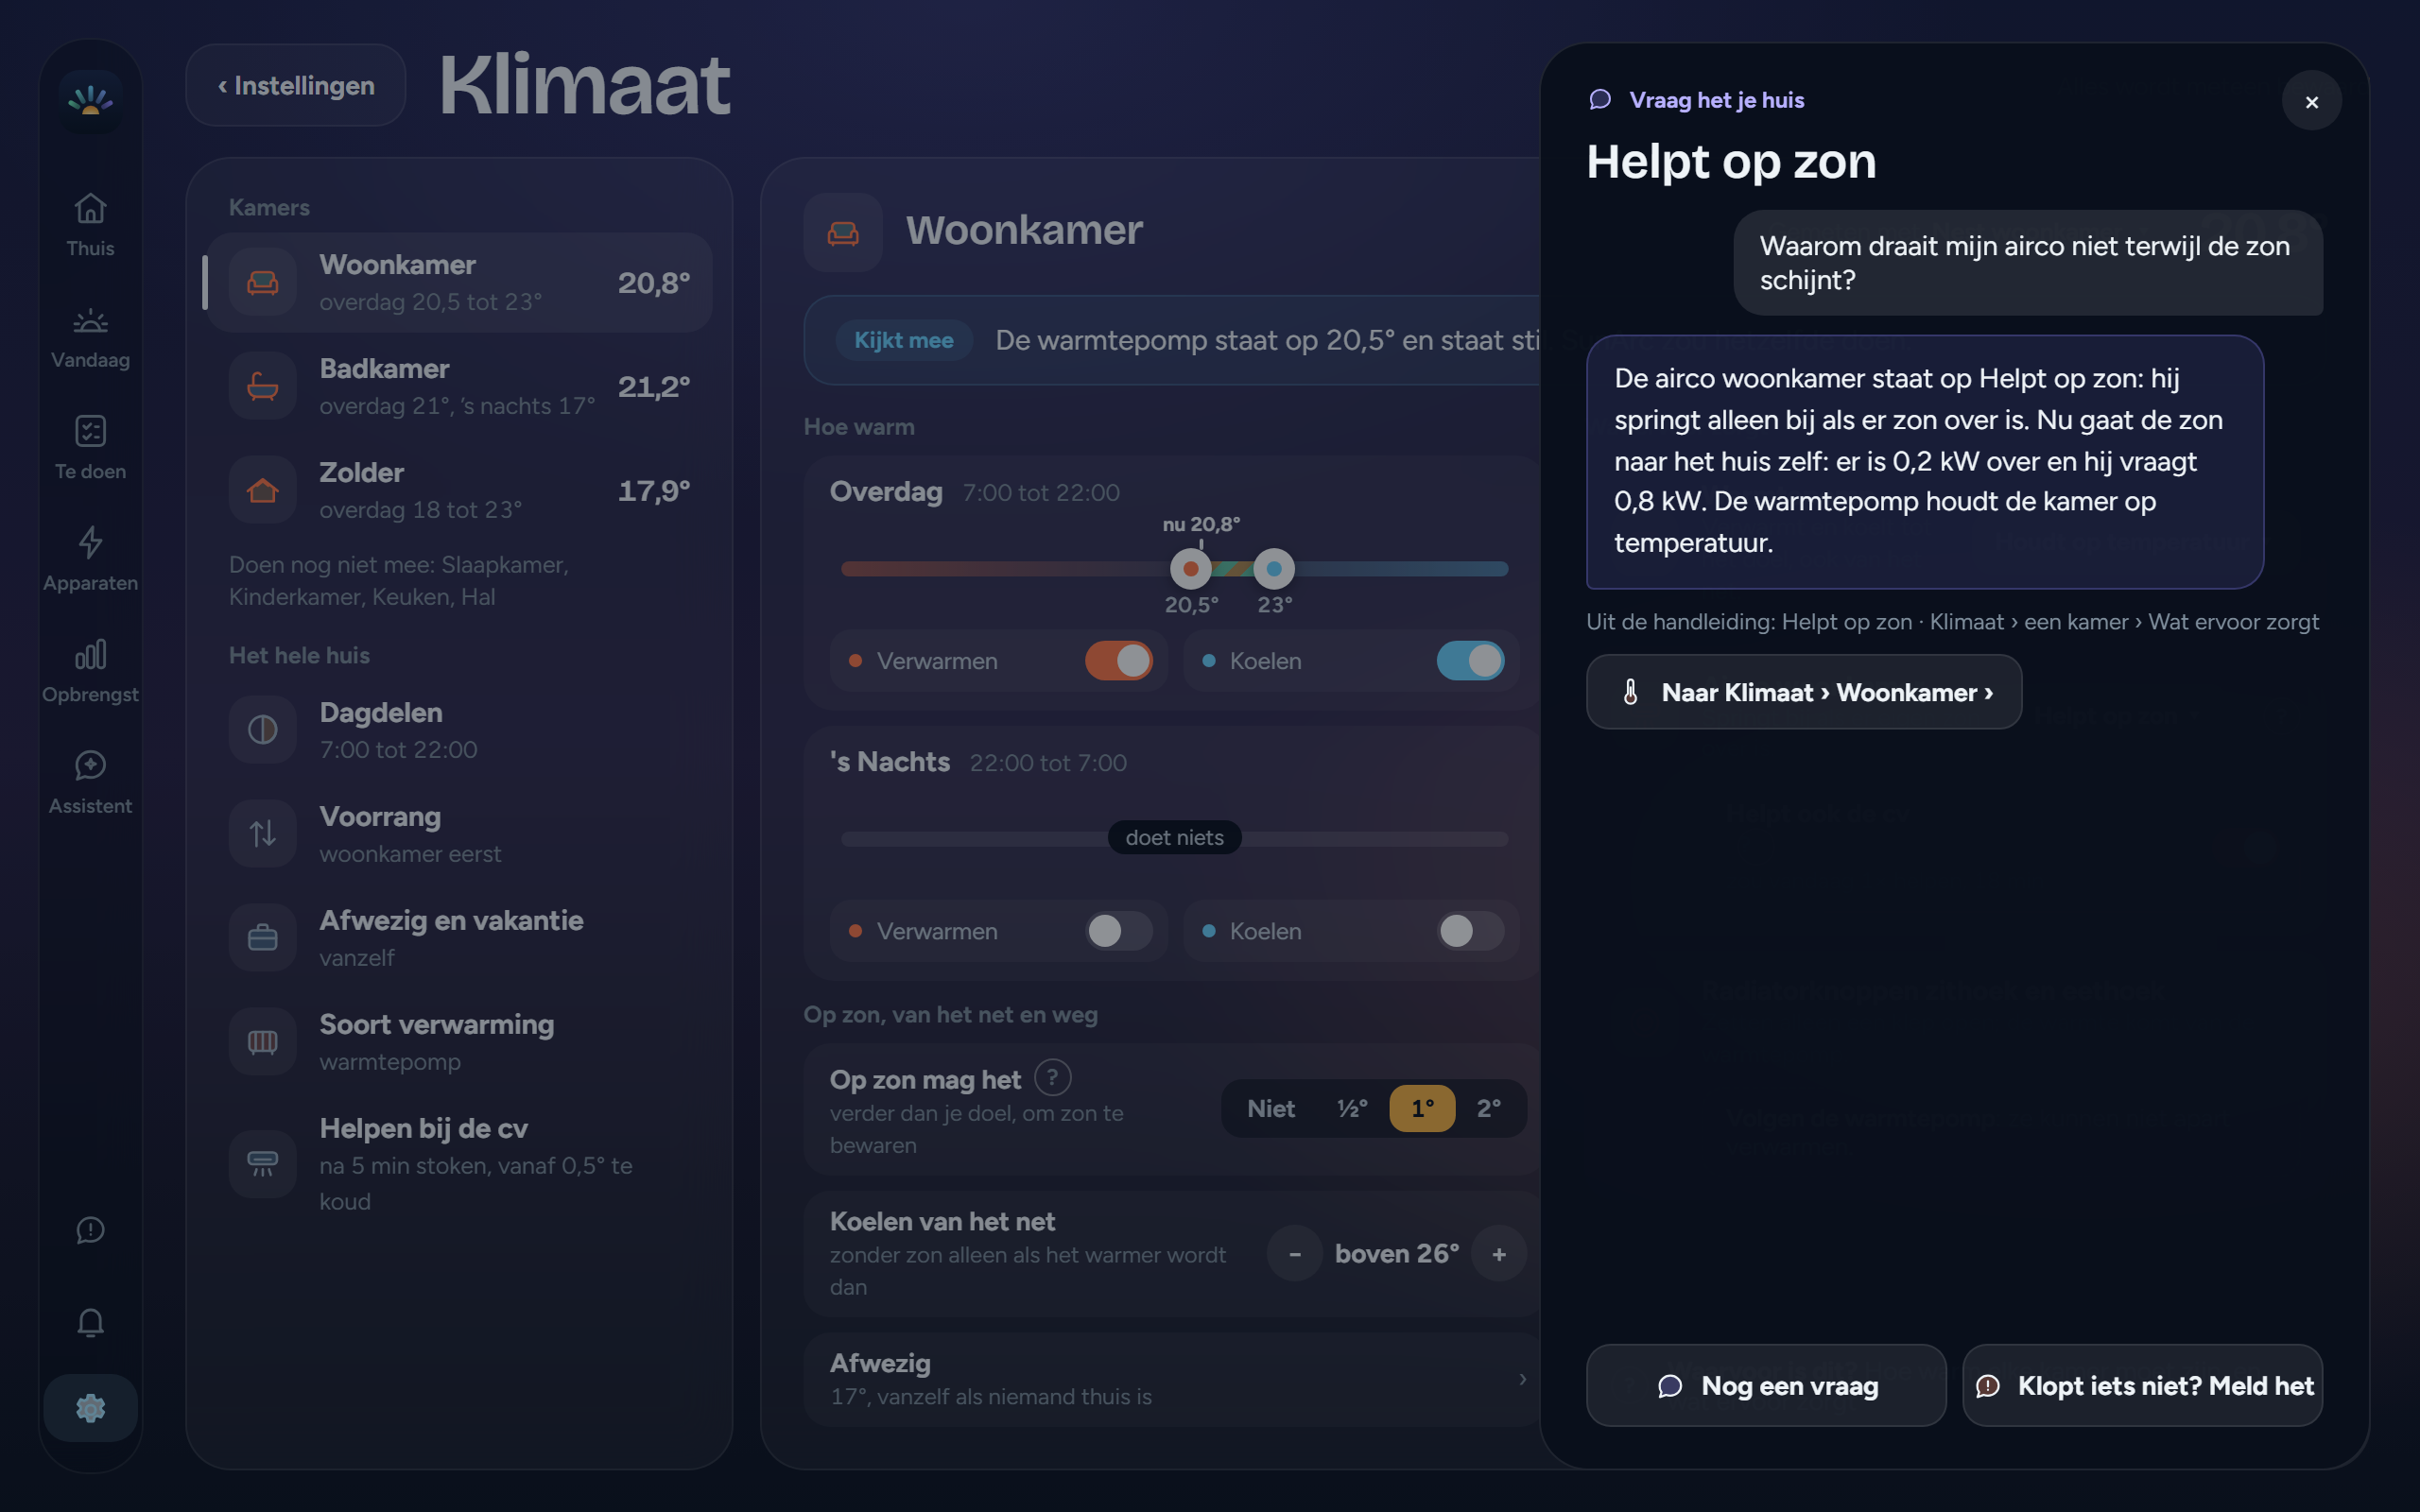 ‹ Instellingen
Klimaat
Thuis
Vandaag
Te doen
Apparaten
Opbrengst
Assistent
Kamers
Woonkamer
overdag 20,5 tot 23°
20,8°
Badkamer
overdag 21°, 's nachts 17°
21,2°
Zolder
overdag 18 tot 23°
17,9°
Doen nog niet mee: Slaapkamer,
Kinderkamer, Keuken, Hal
Het hele huis
Dagdelen
7:00 tot 22:00
Voorrang
woonkamer eerst
Afwezig en vakantie
vanzelf
Soort verwarming
warmtepomp
Helpen bij de cv
na 5 min stoken, vanaf 0,5° te
koud
Woonkamer
Kijkt mee
De warmtepomp staat op 20,5° en staat stil
Hoe warm
Overdag 7:00 tot 22:00
nu 20,8°
20,5°
23°
Verwarmen
Koelen
's Nachts 22:00 tot 7:00
doet niets
Verwarmen
Koelen
Op zon, van het net en weg
Op zon mag het ?
verder dan je doel, om zon te
bewaren
Niet ½° 1° 2°
Koelen van het net
zonder zon alleen als het warmer wordt
dan
− boven 26° +
Afwezig
17°, vanzelf als niemand thuis is
›
Vraag het je huis
×
Helpt op zon
Waarom draait mijn airco niet terwijl de zon
schijnt?
De airco woonkamer staat op Helpt op zon: hij
springt alleen bij als er zon over is. Nu gaat de zon
naar het huis zelf: er is 0,2 kW over en hij vraagt
0,8 kW. De warmtepomp houdt de kamer op
temperatuur.
Uit de handleiding: Helpt op zon · Klimaat › een kamer › Wat ervoor zorgt
Naar Klimaat › Woonkamer ›
Nog een vraag
Klopt iets niet? Meld het